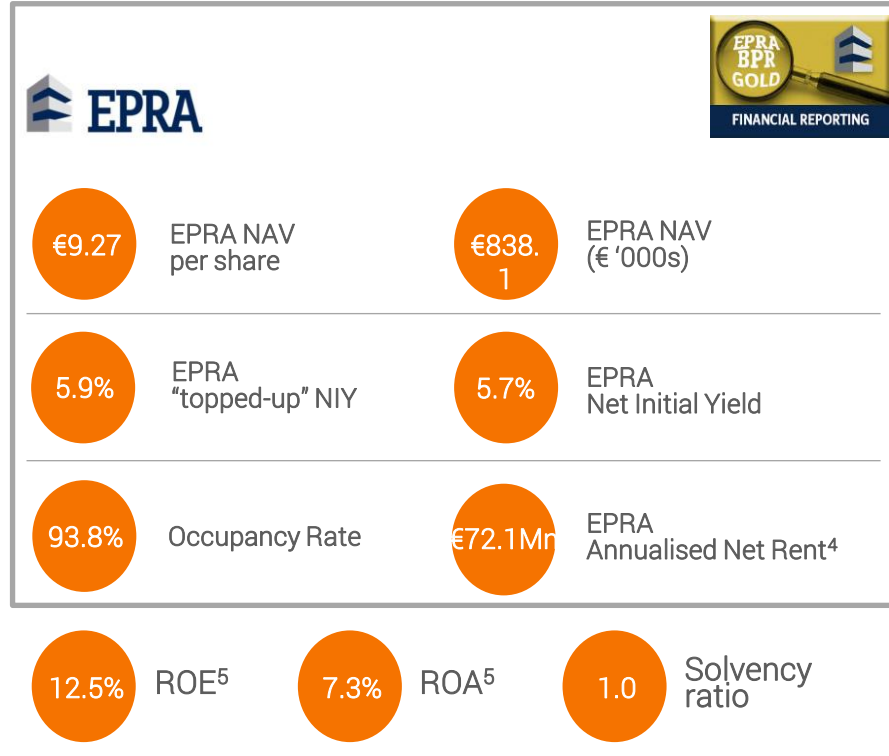 EPRA
EPRA
BPR
GOLD
FINANCIAL REPORTING
€9.27
EPRA NAV
per share
€838.
1
EPRA NAV
(€ ‘000s)
5.9%
EPRA
“topped-up” NIY
5.7%
EPRA
Net Initial Yield
93.8%
Occupancy Rate
€72.1Mn
EPRA
Annualised Net Rent⁴
12.5%
ROE⁵
7.3%
ROA⁵
1.0
Solvency
ratio